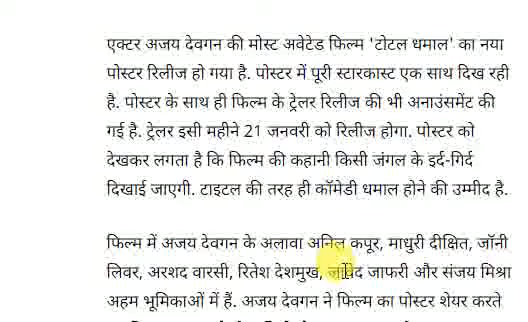 एक्टर अजय देवगन की मोस्ट अवेटेड फिल्म 'टोटल धमाल' का नया
पोस्टर रिलीज हो गया है. पोस्टर में पूरी स्टारकास्ट एक साथ दिख रही
है. पोस्टर के साथ ही फिल्म के ट्रेलर रिलीज की भी अनाउंसमेंट की
गई है. ट्रेलर इसी महीने 21 जनवरी को रिलीज होगा. पोस्टर को
देखकर लगता है कि फिल्म की कहानी किसी जंगल के इर्द-गिर्द
दिखाई जाएगी. टाइटल की तरह ही कॉमेडी धमाल होने की उम्मीद है.
फिल्म में अजय देवगन के अलावा अनिल कपूर, माधुरी दीक्षित, जॉनी
लिवर, अरशद वारसी, रितेश देशमुख, जावेद जाफरी और संजय मिश्रा
अहम भूमिकाओं में हैं. अजय देवगन ने फिल्म का पोस्टर शेयर करते